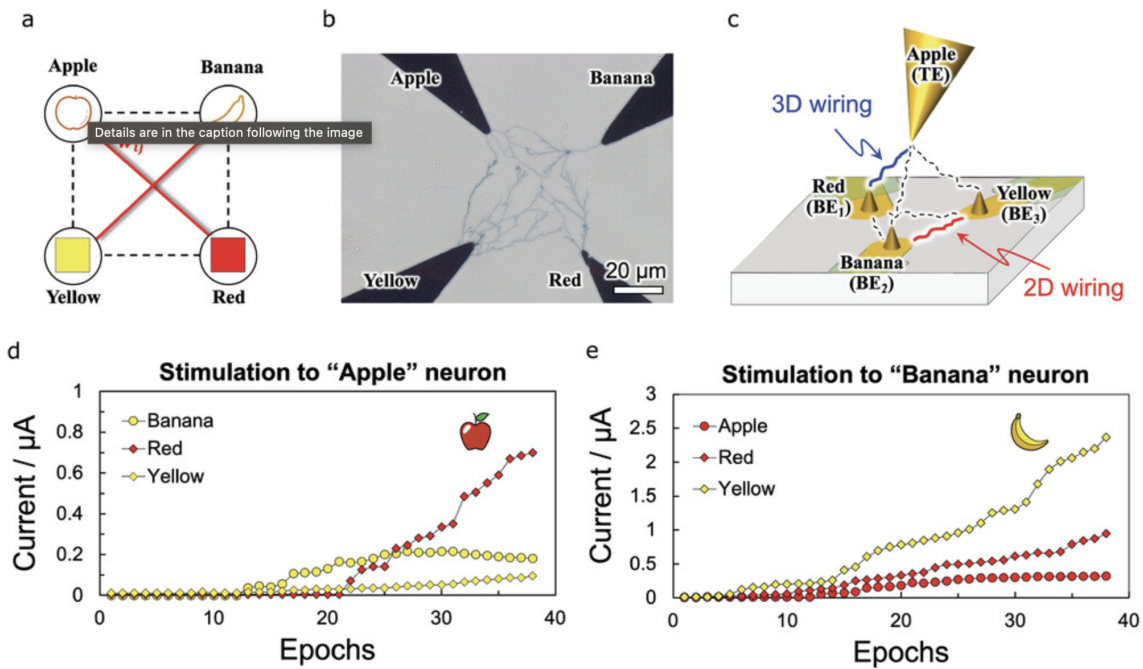 a
Apple
Banana
Details are in the caption following the image
Yellow
Red
b
Apple
Banana
Yellow
Red
20 µm
c
Apple
(TE)
3D wiring
Red
(BE₁)
Yellow
(BE₃)
Banana
(BE₂)
2D wiring
d
Stimulation to “Apple” neuron
Current / µA
1
0.8
0.6
0.4
0.2
0
Banana
Red
Yellow
0
10
20
30
40
Epochs
e
Stimulation to “Banana” neuron
Current / µA
3
2.5
2
1.5
1
0.5
0
Apple
Red
Yellow
0
10
20
30
40
Epochs